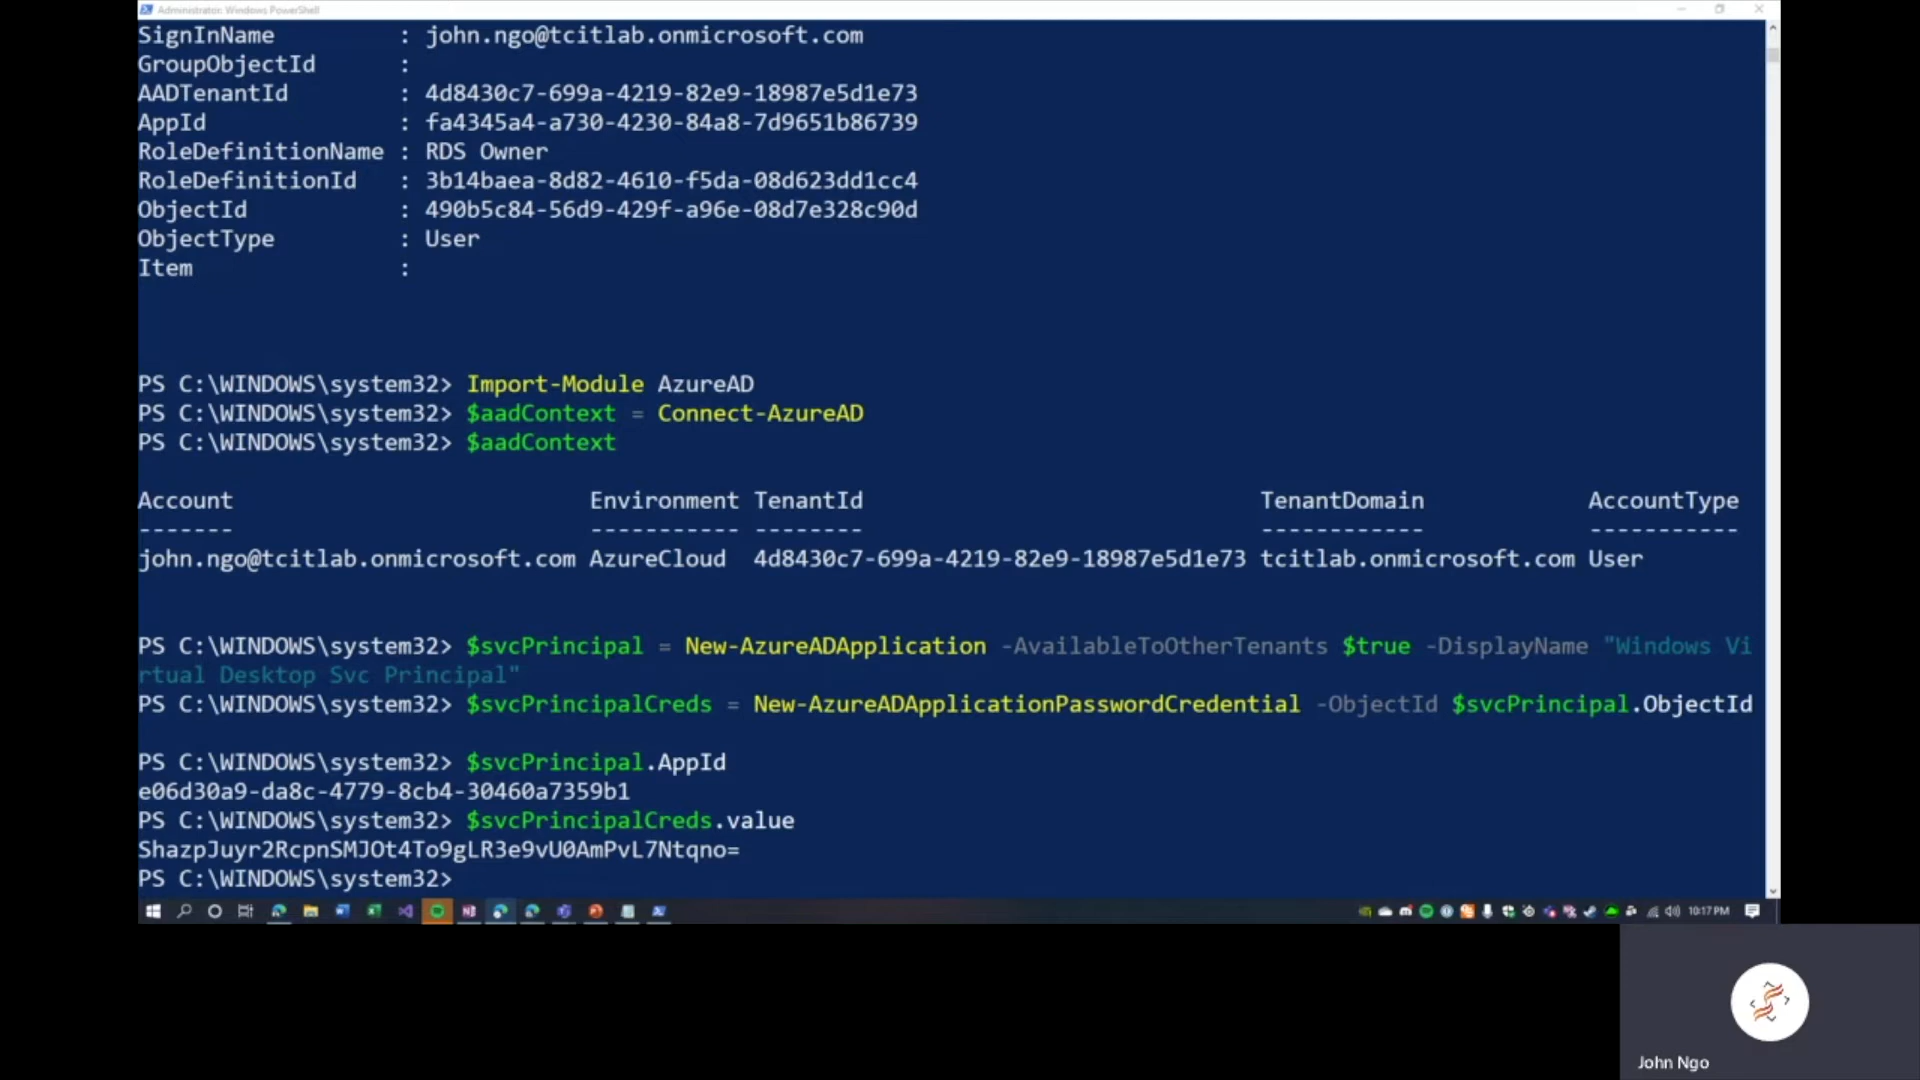 Administrator: Windows PowerShell
SignInName : john.ngo@tcitlab.onmicrosoft.com
GroupObjectId :
AADTenantId : 4d8430c7-699a-4219-82e9-18987e5d1e73
AppId : fa4345a4-a730-4230-84a8-7d9651b86739
RoleDefinitionName : RDS Owner
RoleDefinitionId : 3b14baea-8d82-4610-f5da-08d623dd1cc4
ObjectId : 490b5c84-56d9-429f-a96e-08d7e328c90d
ObjectType : User
Item :
PS C:\WINDOWS\system32> Import-Module AzureAD
PS C:\WINDOWS\system32> $aadContext = Connect-AzureAD
PS C:\WINDOWS\system32> $aadContext
Account Environment TenantId TenantDomain AccountType
------- ----------- -------- ------------ -----------
john.ngo@tcitlab.onmicrosoft.com AzureCloud 4d8430c7-699a-4219-82e9-18987e5d1e73 tcitlab.onmicrosoft.com User
PS C:\WINDOWS\system32> $svcPrincipal = New-AzureADApplication -AvailableToOtherTenants $true -DisplayName "Windows Vi
rtual Desktop Svc Principal"
PS C:\WINDOWS\system32> $svcPrincipalCreds = New-AzureADApplicationPasswordCredential -ObjectId $svcPrincipal.ObjectId
PS C:\WINDOWS\system32> $svcPrincipal.AppId
e06d30a9-da8c-4779-8cb4-30460a7359b1
PS C:\WINDOWS\system32> $svcPrincipalCreds.value
ShazpJuyr2RcpnSMJOt4To9gLR3e9vU0AmPvL7Ntqno=
PS C:\WINDOWS\system32>
10:17 PM
John Ngo